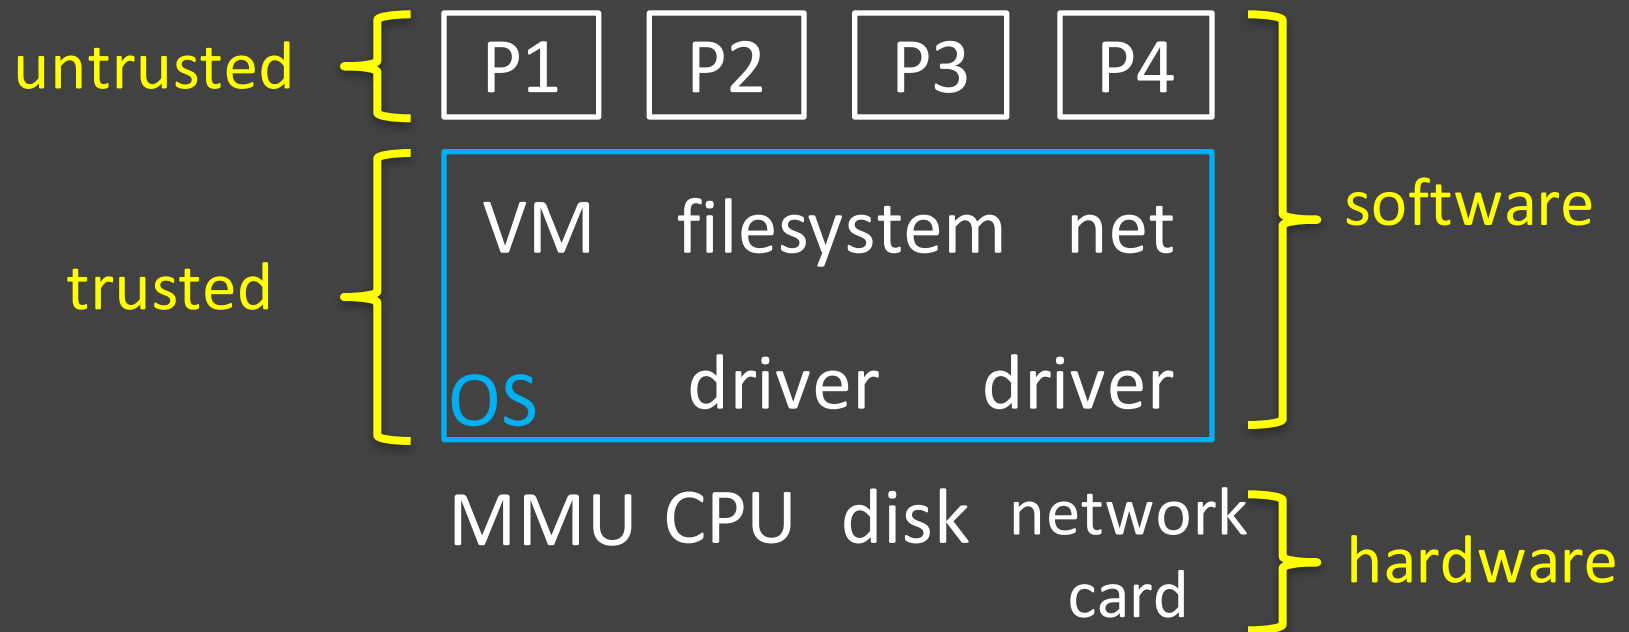 untrusted
P1 P2 P3 P4
software
trusted
VM filesystem net
OS driver driver
MMU CPU disk network
card
hardware